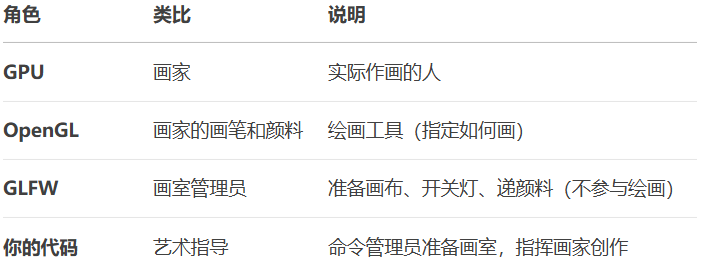 角色 类比 说明
GPU 画家 实际作画的人
OpenGL 画家的画笔和颜料 绘画工具（指定如何画）
GLFW 画室管理员 准备画布、开关灯、递颜料（不参与绘画）
你的代码 艺术指导 命令管理员准备画室，指挥画家创作